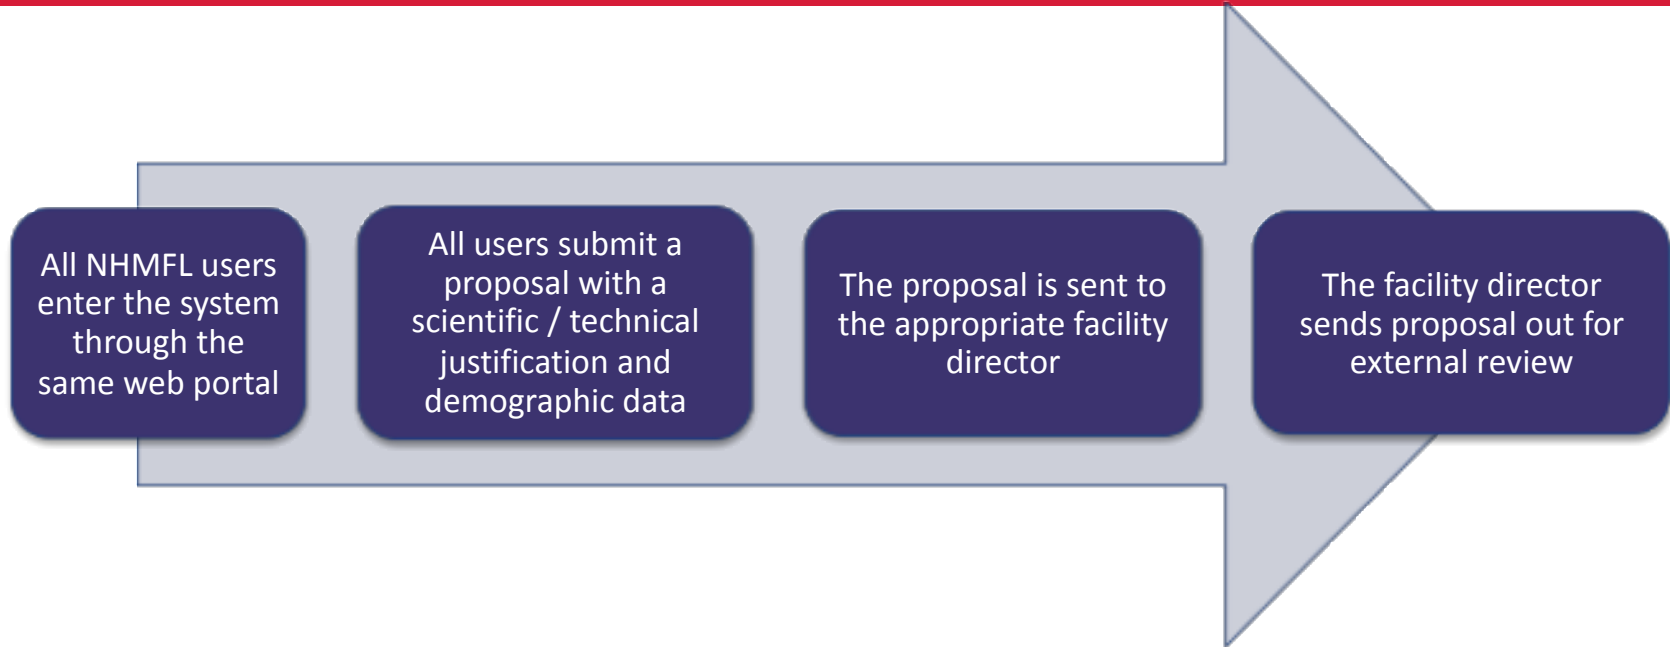 All NHMFL users
enter the system
through the
same web portal
All users submit a
proposal with a
scientific / technical
justification and
demographic data
The proposal is sent to
the appropriate facility
director
The facility director
sends proposal out for
external review